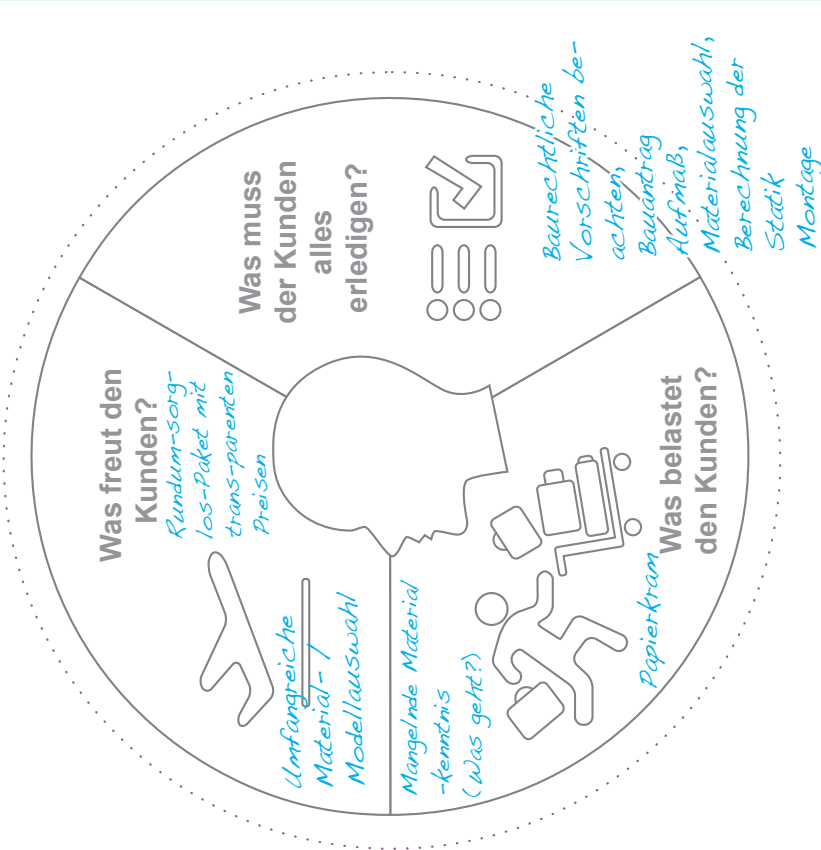 Was freut den
Kunden?
Rundum-sorg-
los-Paket mit
trans-parenten
Preisen
Umfangreiche
Material- /
Modellauswahl
Was muss
der Kunden
alles
erledigen?
Baurechtliche
Vorschriften be-
achten,
Bauantrag
Aufmaß,
Materialauswahl,
Berechnung der
Statik
Montage
Mangelnde Material
-kenntnis
(Was geht?)
Papierkram
Was belastet
den Kunden?